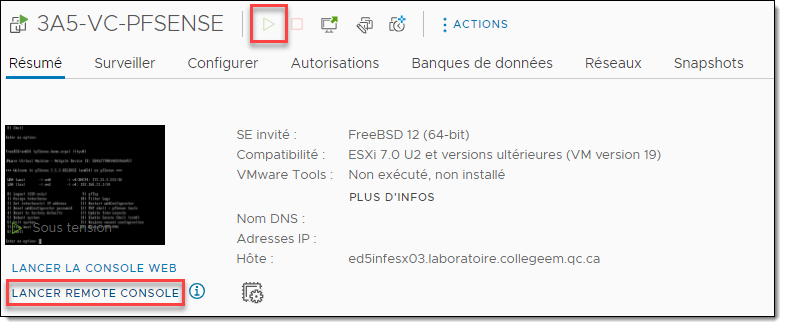 3A5-VC-PFSENSE
ACTIONS
Résumé Surveiller Configurer Autorisations Banques de données Réseaux Snapshots
SE invité : FreeBSD 12 (64-bit)
Compatibilité : ESXi 7.0 U2 et versions ultérieures (VM version 19)
VMware Tools : Non exécuté, non installé
PLUS D'INFOS
Sous tension
Nom DNS :
Adresses IP :
Hôte : ed5infesx03.laboratoire.collegeem.qc.ca
LANCER LA CONSOLE WEB
LANCER REMOTE CONSOLE